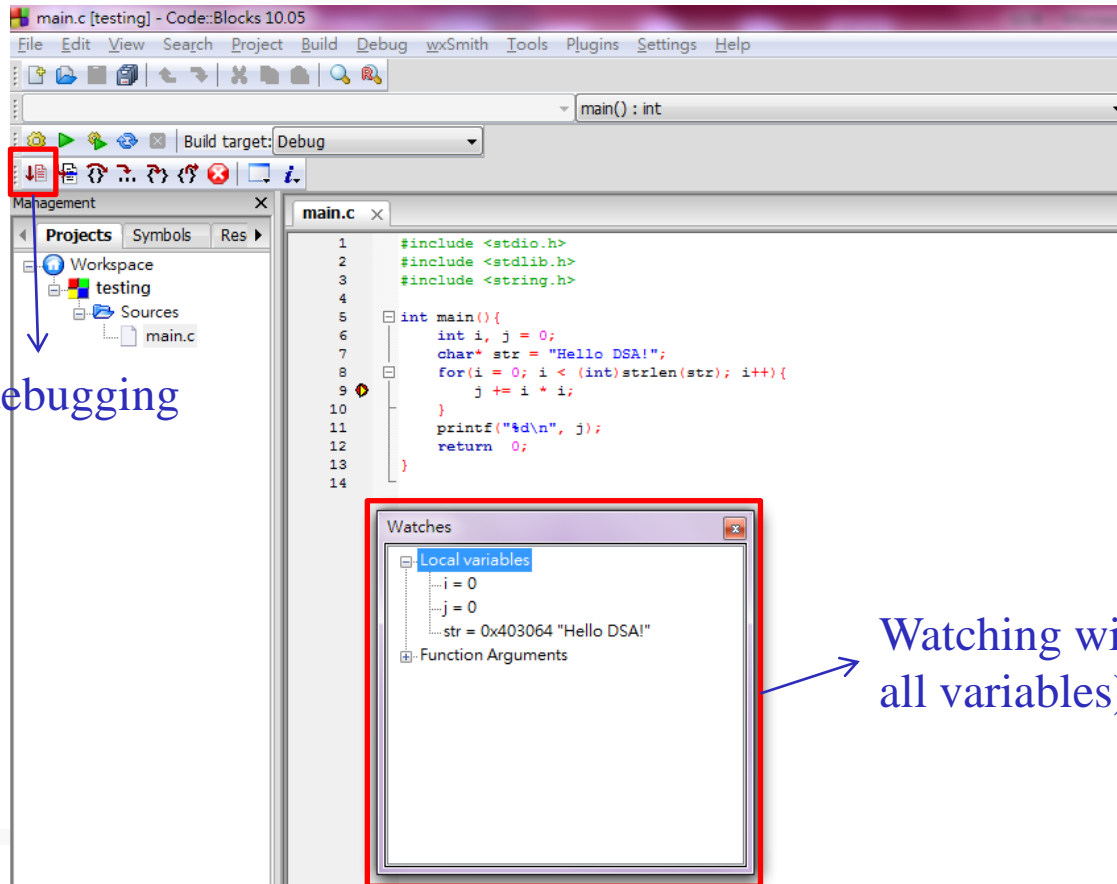 main.c [testing] - Code::Blocks 10.05
File Edit View Search Project Build Debug wxSmith Tools Plugins Settings Help
main() : int
Build target: Debug
Management
Projects Symbols Res
Workspace
testing
Sources
main.c
ebugging
main.c
1 #include <stdio.h>
2 #include <stdlib.h>
3 #include <string.h>
4
5 int main(){
6 int i, j = 0;
7 char* str = "Hello DSA!";
8 for(i = 0; i < (int)strlen(str); i++){
9 j += i * i;
10 }
11 printf("%d\n", j);
12 return 0;
13 }
14
Watches
Local variables
i = 0
j = 0
str = 0x403064 "Hello DSA!"
Function Arguments
Watching wi
all variables)